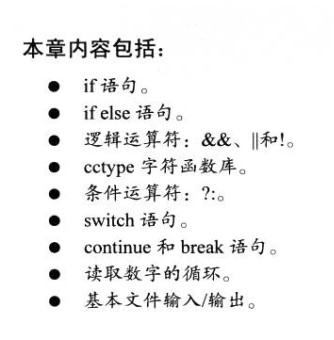 本章内容包括：
● if 语句。
● if else 语句。
● 逻辑运算符：&&、||和!。
● cctype 字符函数库。
● 条件运算符：?:。
● switch 语句。
● continue 和 break 语句。
● 读取数字的循环。
● 基本文件输入/输出。